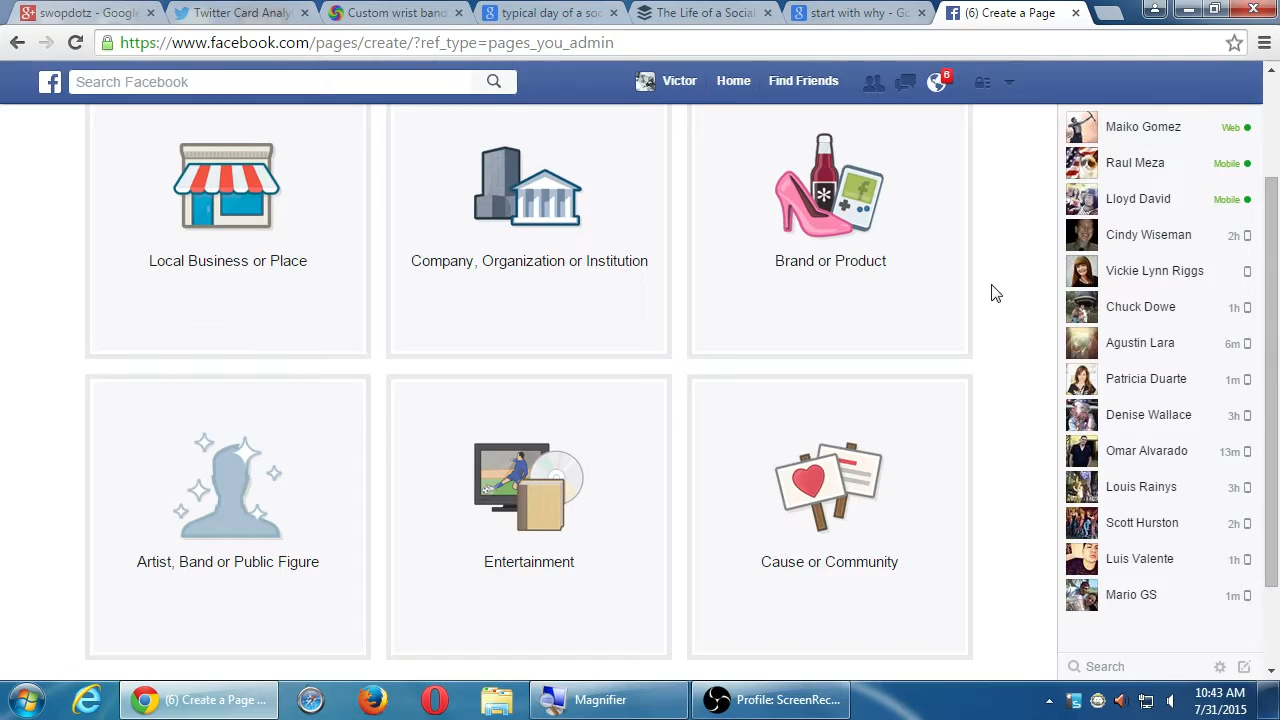 swopdotz - Google
Twitter Card Analy
Custom wrist band
typical day of a soc
The Life of a Social
start with why - Go
(6) Create a Page
https://www.facebook.com/pages/create/?ref_type=pages_you_admin
Search Facebook
Victor
Home
Find Friends
6
Local Business or Place
Company, Organization or Institution
Brand or Product
Artist, Band or Public Figure
Entertainment
Cause or Community
Maiko Gomez Web
Raul Meza Mobile
Lloyd David Mobile
Cindy Wiseman 2h
Vickie Lynn Riggs
Chuck Dowe 1h
Agustin Lara 6m
Patricia Duarte 1m
Denise Wallace 3h
Omar Alvarado 13m
Louis Rainys 3h
Scott Hurston 2h
Luis Valente 1h
Mario GS 1m
Search
(6) Create a Page ...
Magnifier
Profile: ScreenRec...
10:43 AM
7/31/2015